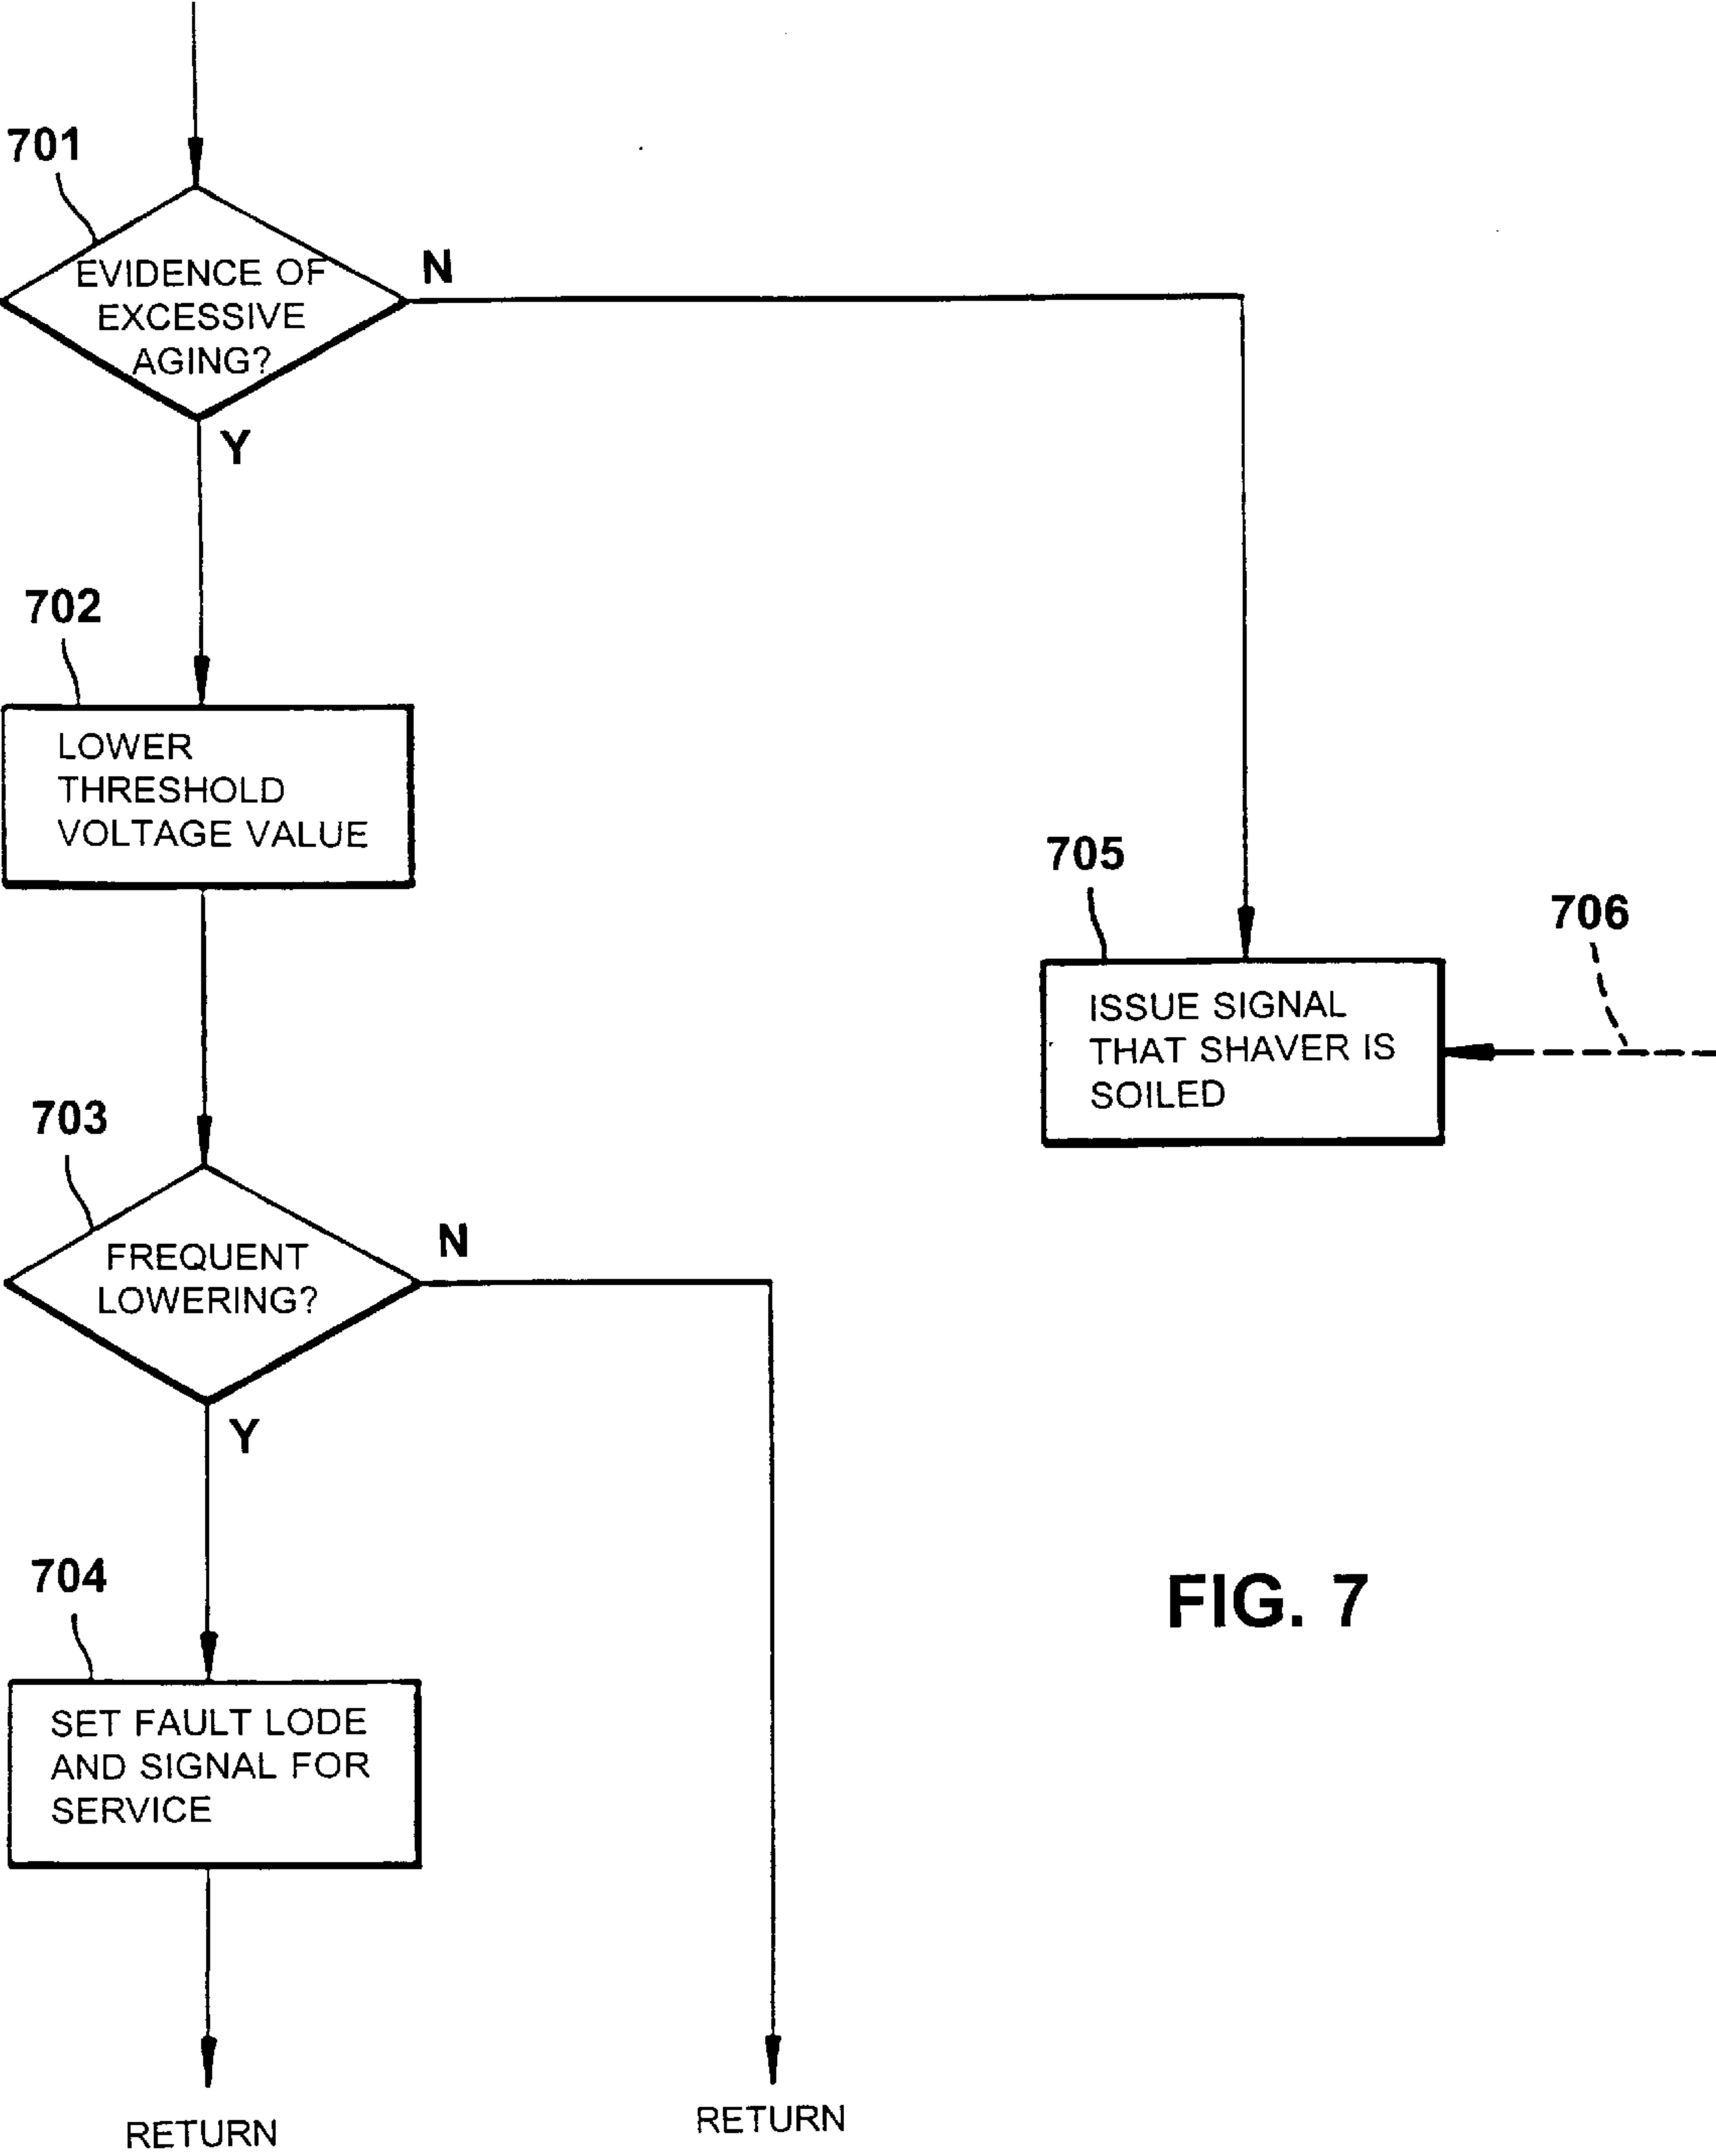 701
EVIDENCE OF
EXCESSIVE
AGING?
N
Y
702
LOWER
THRESHOLD
VOLTAGE VALUE
705
706
ISSUE SIGNAL
THAT SHAVER IS
SOILED
703
FREQUENT
LOWERING?
N
Y
704
SET FAULT LODE
AND SIGNAL FOR
SERVICE
FIG. 7
RETURN
RETURN